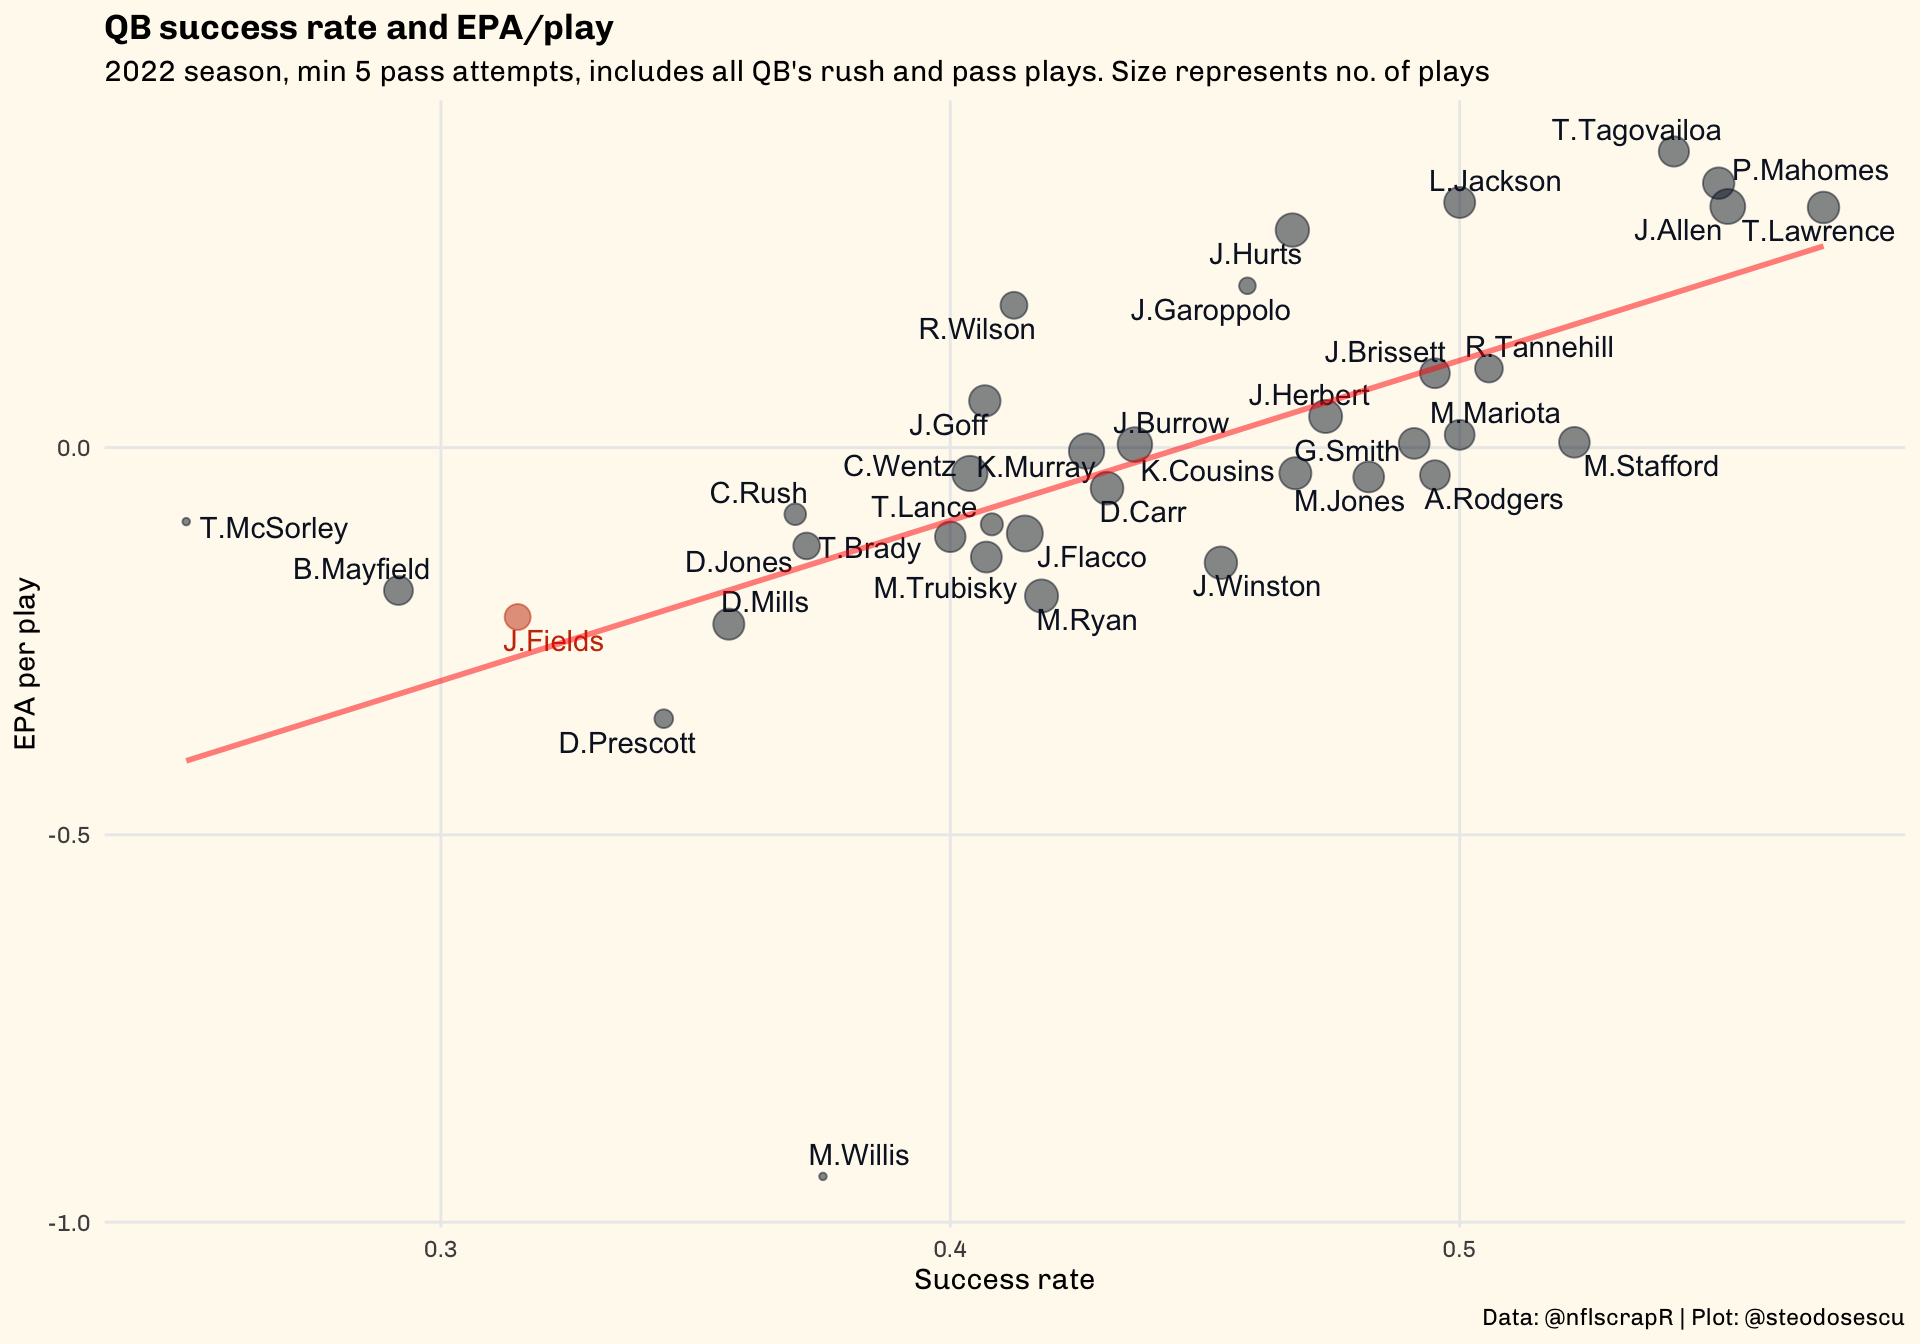 QB success rate and EPA/play
2022 season, min 5 pass attempts, includes all QB's rush and pass plays. Size represents no. of plays
T.Tagovailoa
P.Mahomes
L.Jackson
J.Allen
T.Lawrence
J.Hurts
J.Garoppolo
R.Wilson
J.Brissett
R.Tannehill
J.Herbert
M.Mariota
J.Goff
J.Burrow
0.0
G.Smith
M.Stafford
C.Wentz
K.Murray
K.Cousins
C.Rush
T.Lance
M.Jones
A.Rodgers
D.Carr
T.McSorley
T.Brady
D.Jones
J.Flacco
B.Mayfield
M.Trubisky
J.Winston
D.Mills
M.Ryan
J.Fields
EPA per play
D.Prescott
-0.5
M.Willis
-1.0
0.3
0.4
0.5
Success rate
Data: @nflscrapR | Plot: @steodosescu